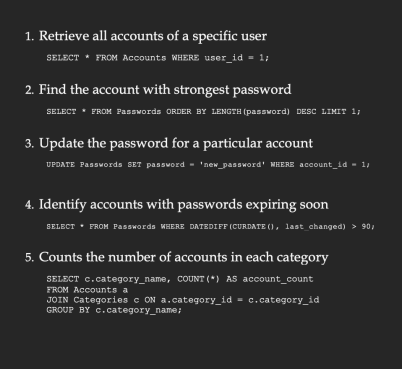 1. Retrieve all accounts of a specific user
SELECT * FROM Accounts WHERE user_id = 1;
2. Find the account with strongest password
SELECT * FROM Passwords ORDER BY LENGTH(password) DESC LIMIT 1;
3. Update the password for a particular account
UPDATE Passwords SET password = 'new_password' WHERE account_id = 1;
4. Identify accounts with passwords expiring soon
SELECT * FROM Passwords WHERE DATEDIFF(CURDATE(), last_changed) > 90;
5. Counts the number of accounts in each category
SELECT c.category_name, COUNT(*) AS account_count
FROM Accounts a
JOIN Categories c ON a.category_id = c.category_id
GROUP BY c.category_name;